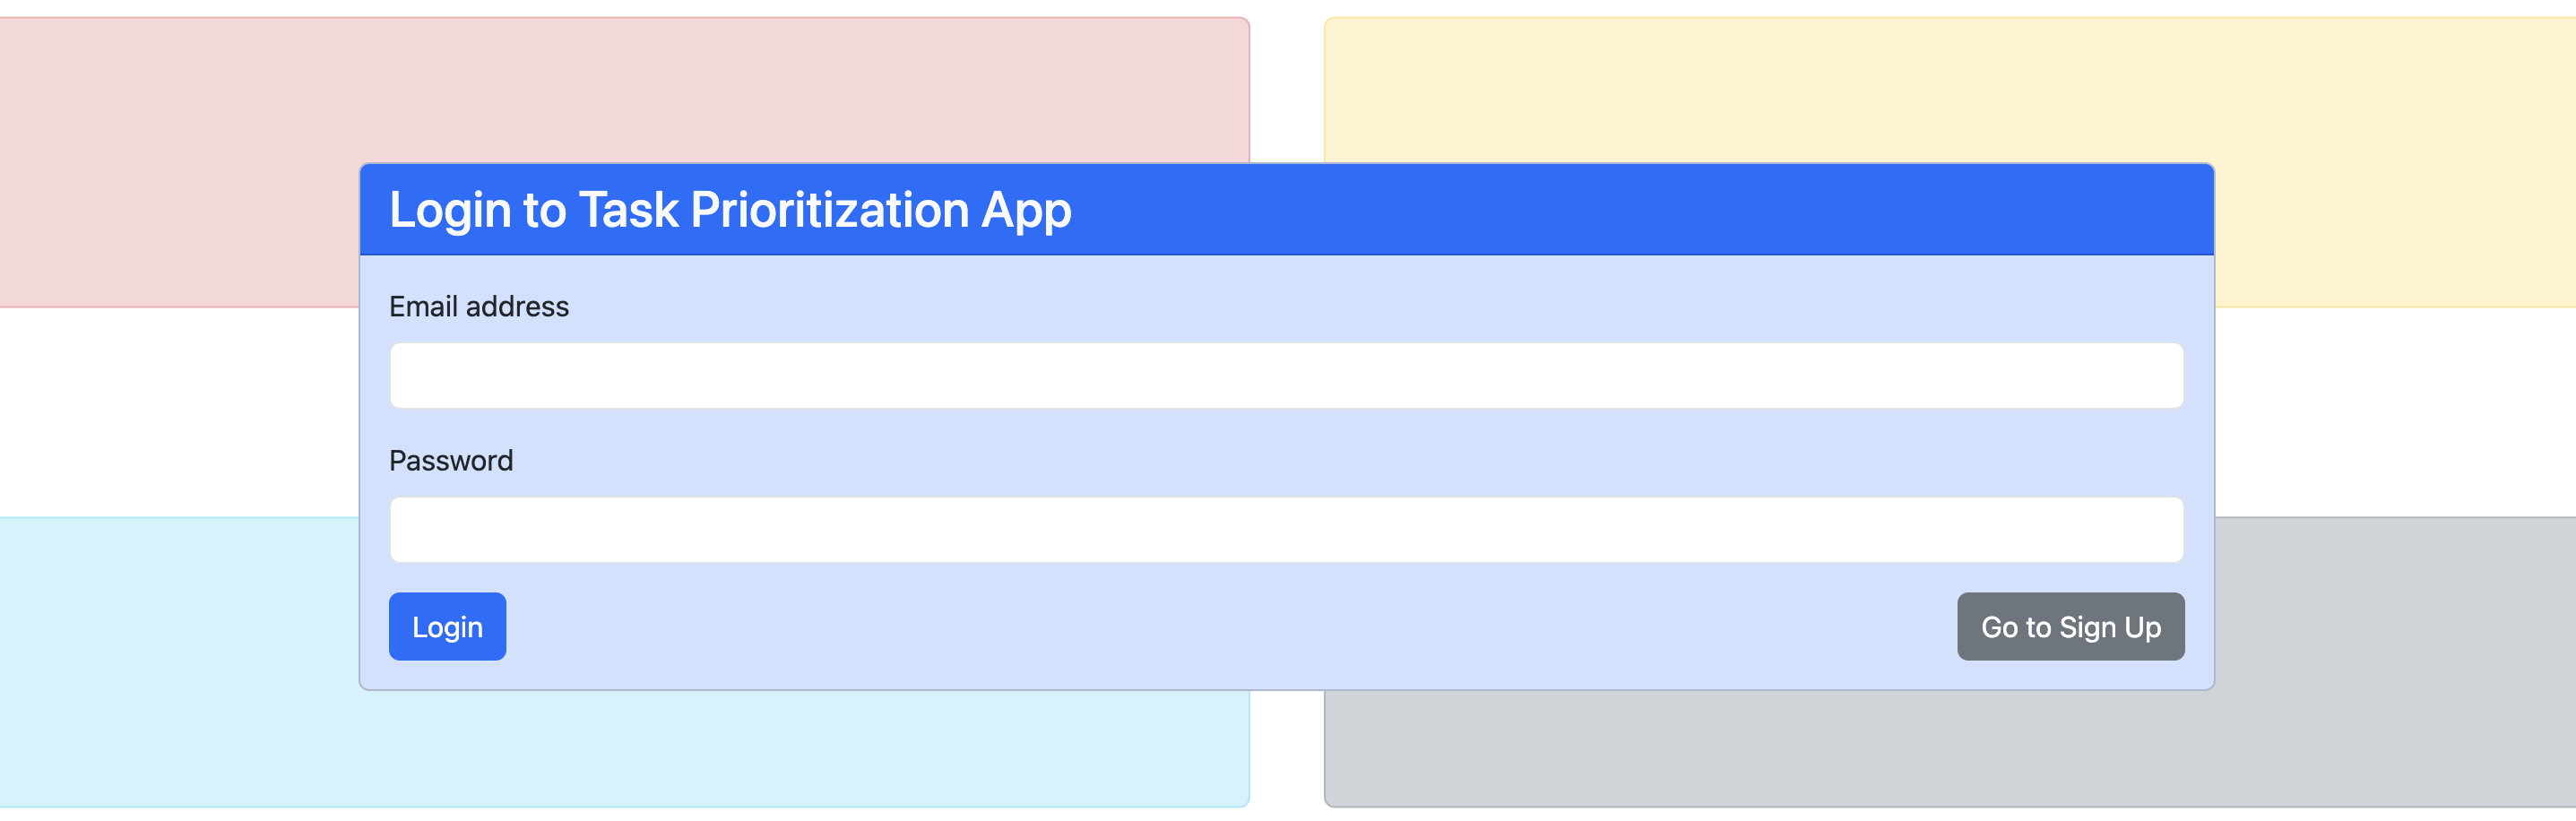 Login to Task Prioritization App
Email address
Password
Login
Go to Sign Up